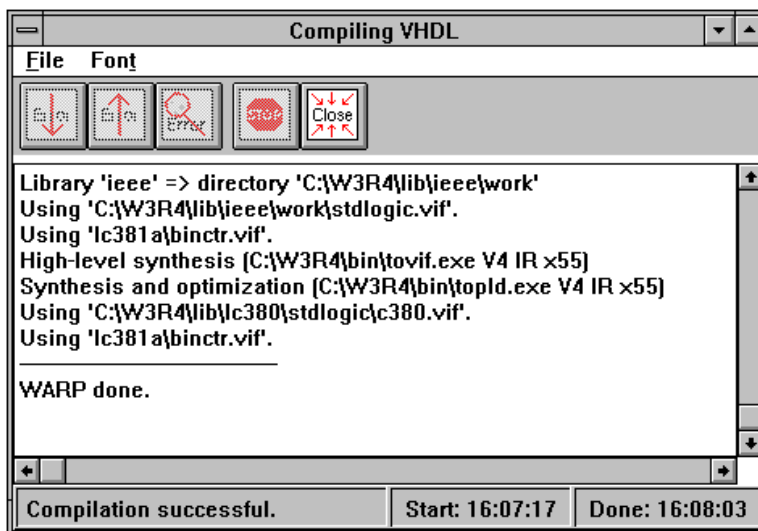 Compiling VHDL
File Font
Error STOP Close
Library 'ieee' => directory 'C:\W3R4\lib\ieee\work'
Using 'C:\W3R4\lib\ieee\work\stdlogic.vif'.
Using 'lc381a\binctr.vif'.
High-level synthesis (C:\W3R4\bin\tovif.exe V4 IR x55)
Synthesis and optimization (C:\W3R4\bin\topld.exe V4 IR x55)
Using 'C:\W3R4\lib\lc380\stdlogic\c380.vif'.
Using 'lc381a\binctr.vif'.
WARP done.
Compilation successful. Start: 16:07:17 Done: 16:08:03